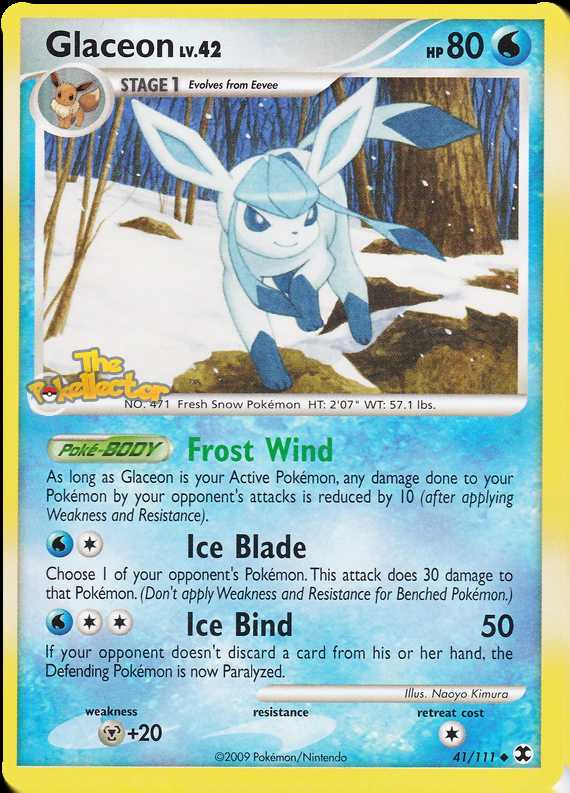 Glaceon LV.42
HP 80
STAGE 1 Evolves from Eevee
The
Pokellector
NO. 471 Fresh Snow Pokémon HT: 2'07" WT: 57.1 lbs.
Poké-BODY Frost Wind
As long as Glaceon is your Active Pokémon, any damage done to your
Pokémon by your opponent's attacks is reduced by 10 (after applying
Weakness and Resistance).
Ice Blade
Choose 1 of your opponent's Pokémon. This attack does 30 damage to
that Pokémon. (Don't apply Weakness and Resistance for Benched Pokémon.)
Ice Bind 50
If your opponent doesn't discard a card from his or her hand, the
Defending Pokémon is now Paralyzed.
Illus. Naoyo Kimura
weakness resistance retreat cost
+20
©2009 Pokémon/Nintendo 41/111